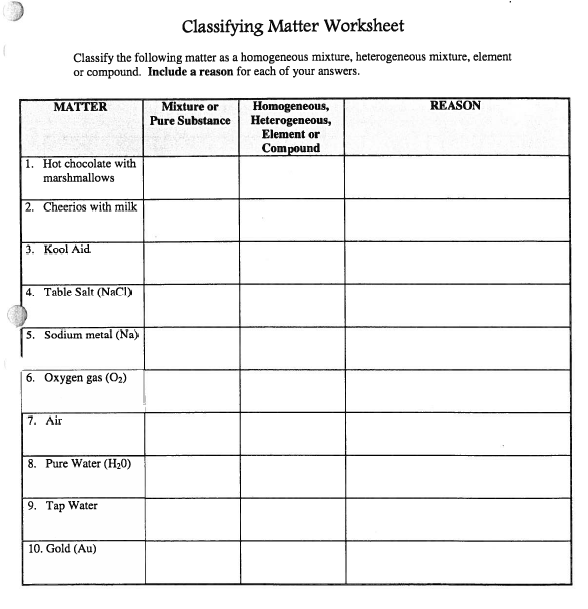 Classifying Matter Worksheet
Classify the following matter as a homogeneous mixture, heterogeneous mixture, element
or compound. Include a reason for each of your answers.
MATTER
Mixture or
Pure Substance
Homogeneous,
Heterogeneous,
Element or
Compound
REASON
1. Hot chocolate with
marshmallows
2. Cheerios with milk
3. Kool Aid
4. Table Salt (NaCl)
5. Sodium metal (Na)
6. Oxygen gas (O₂)
7. Air
8. Pure Water (H₂0)
9. Tap Water
10. Gold (Au)